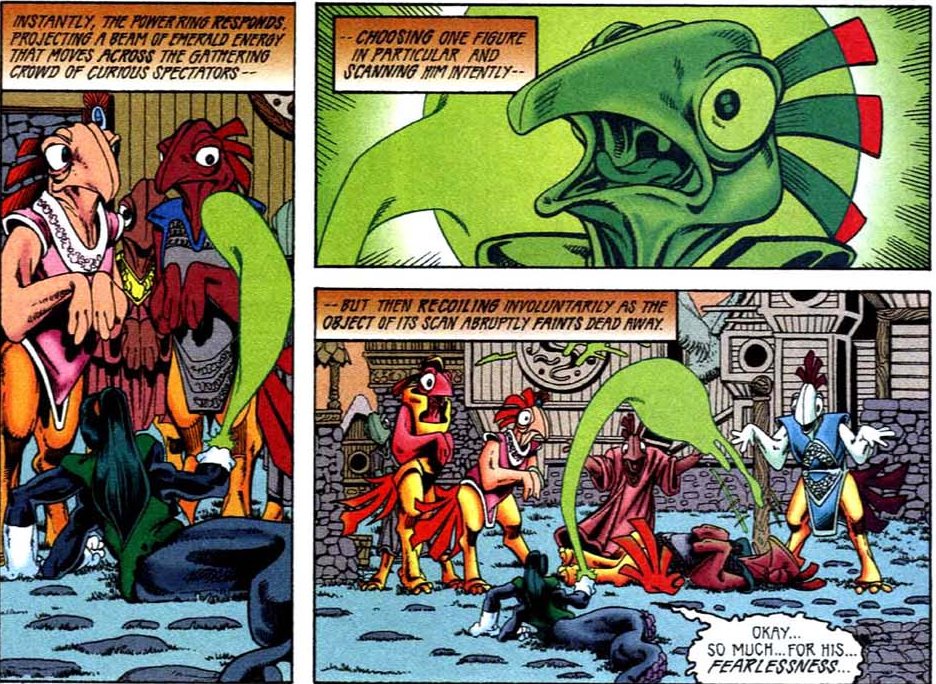 INSTANTLY, THE POWER RING RESPONDS,
PROJECTING A BEAM OF EMERALD ENERGY
THAT MOVES ACROSS THE GATHERING
CROWD OF CURIOUS SPECTATORS --
-- CHOOSING ONE FIGURE
IN PARTICULAR AND
SCANNING HIM INTENTLY--
-- BUT THEN RECOILING INVOLUNTARILY AS THE
OBJECT OF ITS SCAN ABRUPTLY FAINTS DEAD AWAY.
OKAY...
SO MUCH...FOR HIS...
FEARLESSNESS...